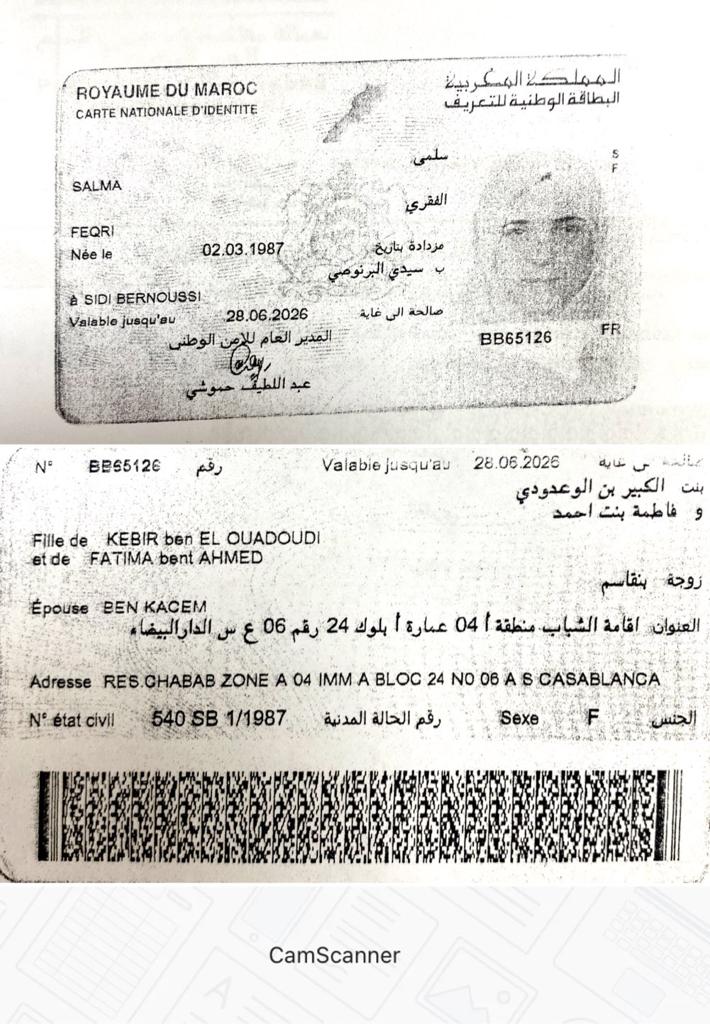 ROYAUME DU MAROC
المملكة المغربية
CARTE NATIONALE D'IDENTITE
البطاقة الوطنية للتعريف
سلمى
SALMA
الفقري
FEQRI
Née le 02.03.1987 مزدادة بتاريخ
ب سيدي البرنوصي
à SIDI BERNOUSSI
Valable jusqu'au 28.06.2026 صالحة الى غاية
المدير العام للامن الوطني
عبد اللطيف حموشي
S
F
BB65126
FR
N° BB65126 رقم Valable jusqu'au 28.06.2026 صالحة الى غاية
بنت الكبير بن الوعدودي
و فاطمة بنت احمد
Fille de KEBIR ben EL OUADOUDI
et de FATIMA bent AHMED
زوجة بنقاسم
Épouse BEN KACEM
العنوان اقامة الشباب منطقة أ 04 عمارة أ بلوك 24 رقم 06 ع س الدارالبيضاء
Adresse RES CHABAB ZONE A 04 IMM A BLOC 24 N0 06 A S CASABLANCA
N° état civil 540 SB 1/1987 رقم الحالة المدنية Sexe F الجنس
CamScanner